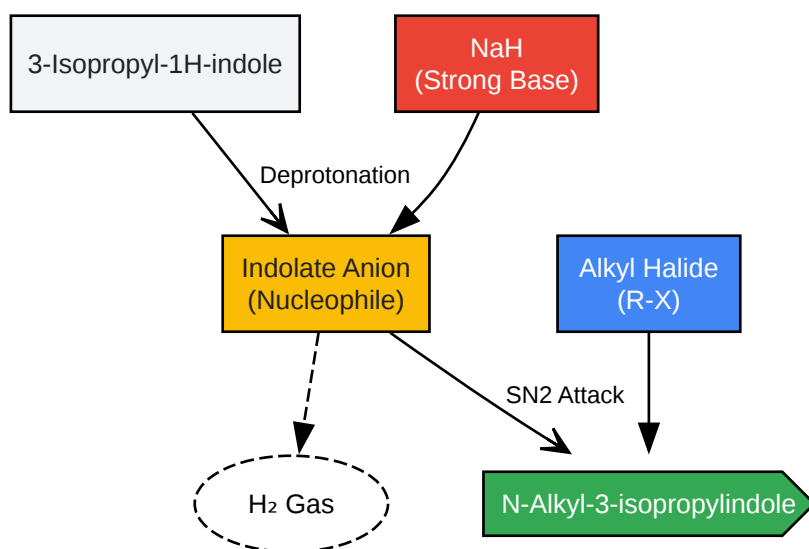 3-Isopropyl-1H-indole
NaH
(Strong Base)
Deprotonation
Indolate Anion
(Nucleophile)
Alkyl Halide
(R-X)
SN2 Attack
H₂ Gas
N-Alkyl-3-isopropylindole